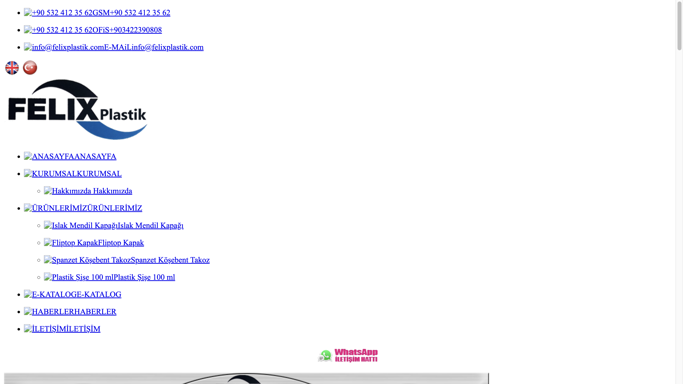 +90 532 412 35 62GSM+90 532 412 35 62
+90 532 412 35 62OFiS+903422390808
info@felixplastik.comE-MAiLinfo@felixplastik.com
FELIX Plastik
ANASAYFAANASAYFA
KURUMSALKURUMSAL
Hakkımızda Hakkımızda
ÜRÜNLERİMİZÜRÜNLERİMİZ
Islak Mendil KapağıIslak Mendil Kapağı
Fliptop KapakFliptop Kapak
Spanzet Köşebent TakozSpanzet Köşebent Takoz
Plastik Şişe 100 mlPlastik Şişe 100 ml
E-KATALOGE-KATALOG
HABERLERHABERLER
İLETİŞİMİLETİŞİM
WhatsApp
İLETİŞİM HATTI